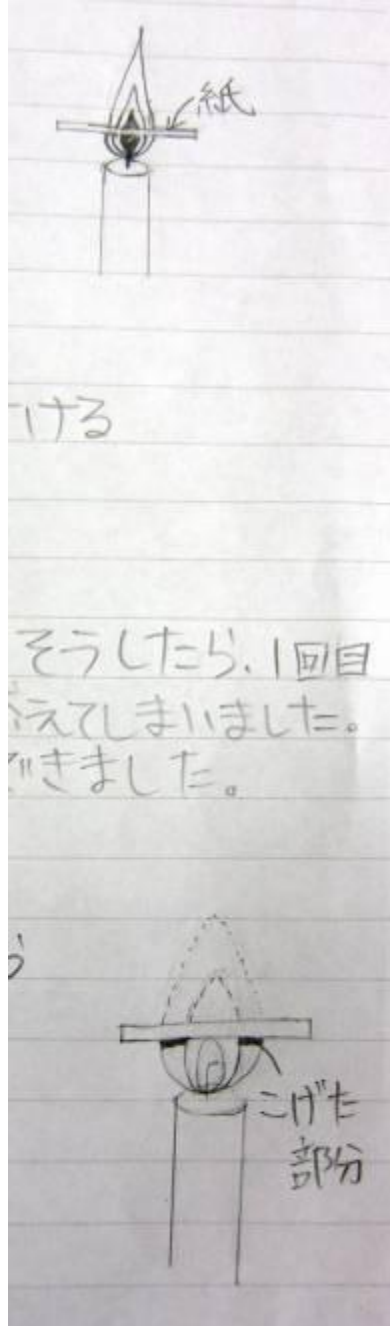 紙
ける
そうしたら、1回目
えてしまいました。
できました。
こげた
部分